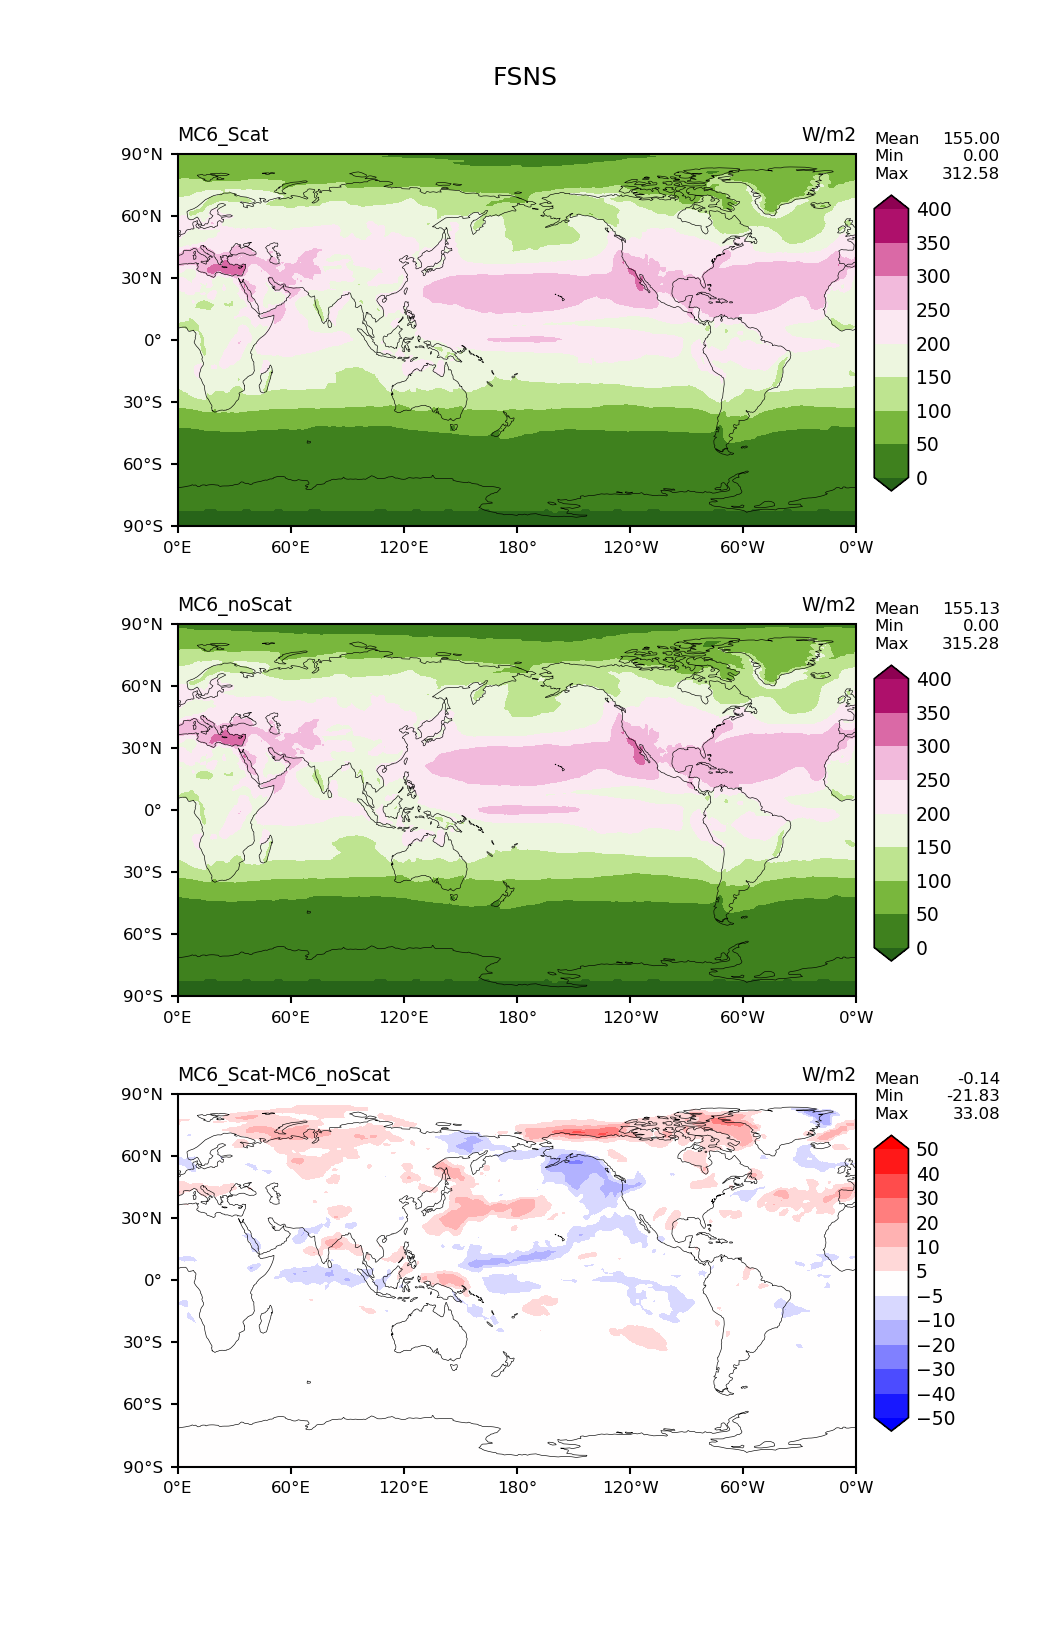 FSNS
MC6_Scat W/m2
Mean 155.00
Min 0.00
Max 312.58
90°N
60°N
30°N
0°
30°S
60°S
90°S
0°E 60°E 120°E 180° 120°W 60°W 0°W
400
350
300
250
200
150
100
50
0
MC6_noScat W/m2
Mean 155.13
Min 0.00
Max 315.28
90°N
60°N
30°N
0°
30°S
60°S
90°S
0°E 60°E 120°E 180° 120°W 60°W 0°W
400
350
300
250
200
150
100
50
0
MC6_Scat-MC6_noScat W/m2
Mean -0.14
Min -21.83
Max 33.08
90°N
60°N
30°N
0°
30°S
60°S
90°S
0°E 60°E 120°E 180° 120°W 60°W 0°W
50
40
30
20
10
5
−5
−10
−20
−30
−40
−50